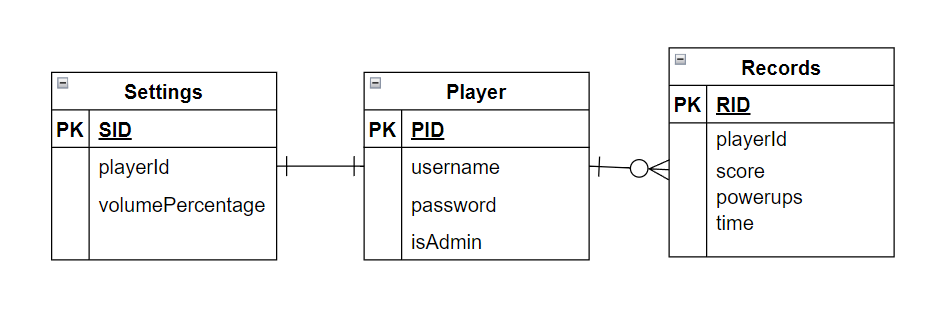 Settings
PK SID
playerId
volumePercentage
Player
PK PID
username
password
isAdmin
Records
PK RID
playerId
score
powerups
time